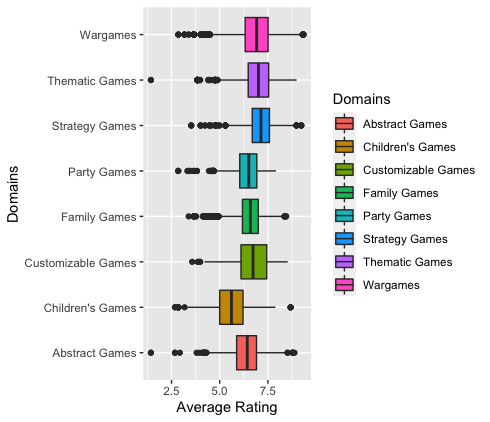 Wargames
Thematic Games
Strategy Games
Party Games
Family Games
Customizable Games
Children's Games
Abstract Games
Domains
2.5 5.0 7.5
Average Rating
Domains
Abstract Games
Children's Games
Customizable Games
Family Games
Party Games
Strategy Games
Thematic Games
Wargames